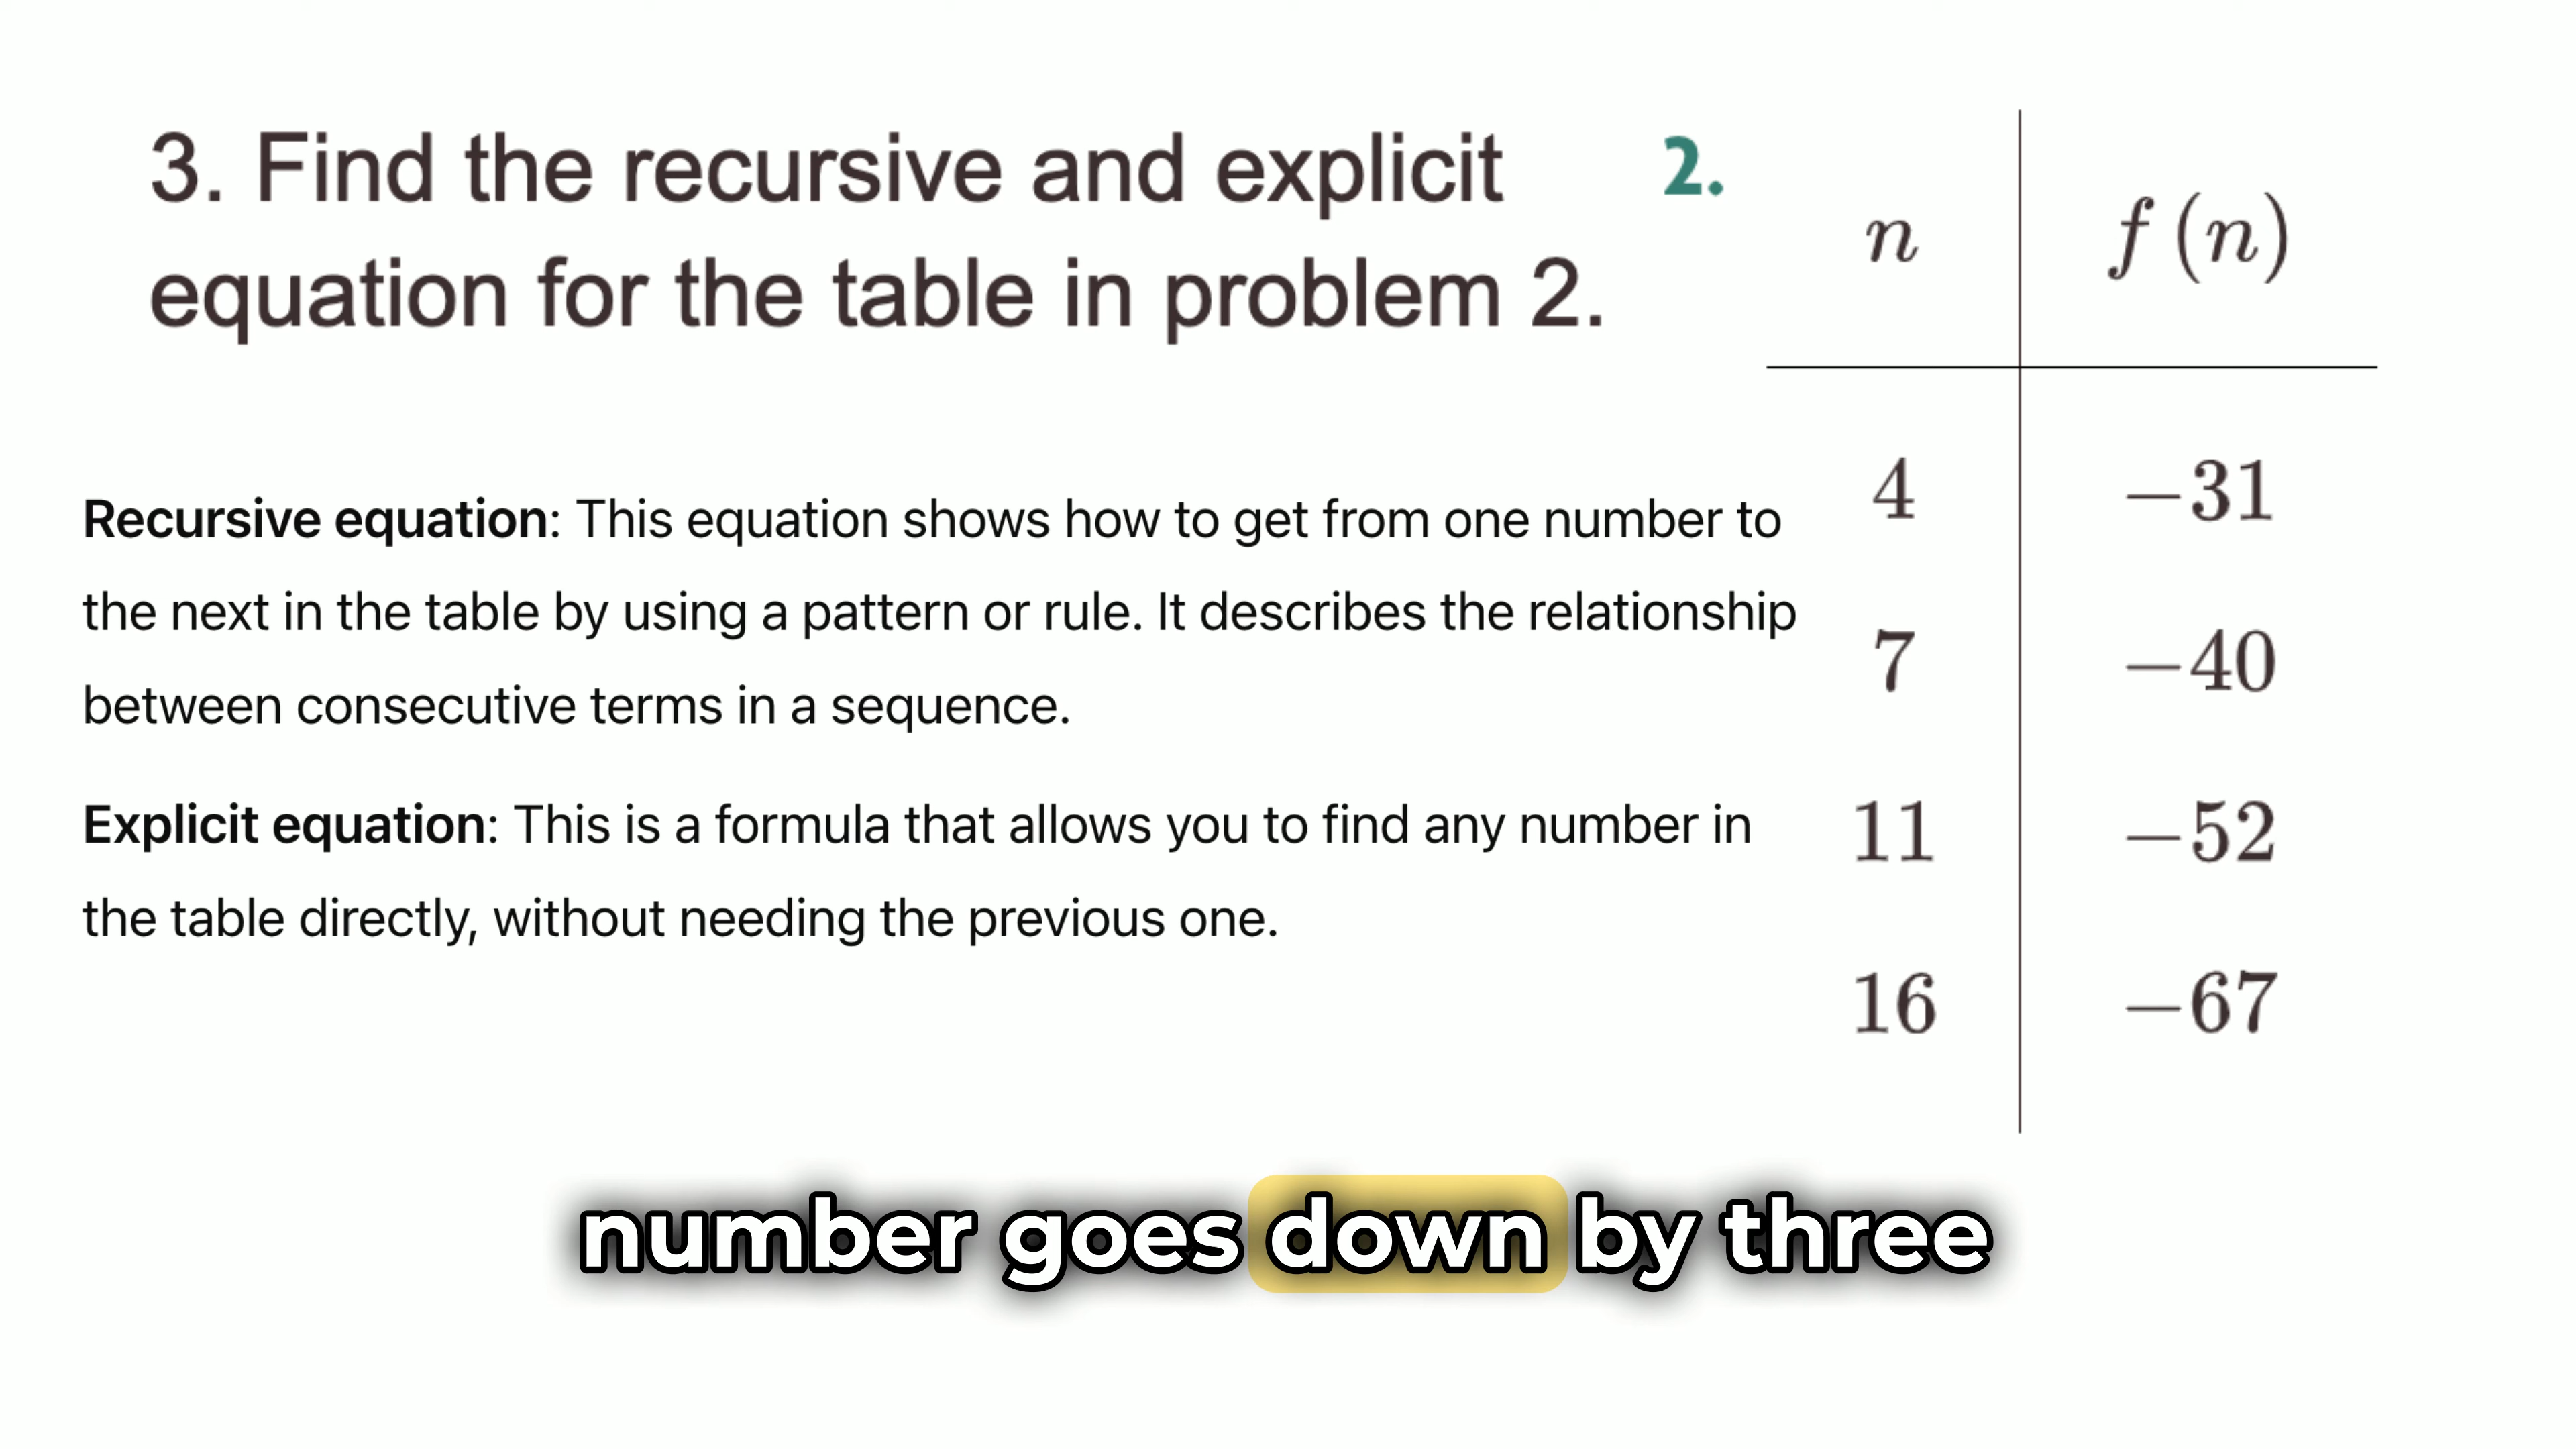 3. Find the recursive and explicit
equation for the table in problem 2.
Recursive equation: This equation shows how to get from one number to
the next in the table by using a pattern or rule. It describes the relationship
between consecutive terms in a sequence.
Explicit equation: This is a formula that allows you to find any number in
the table directly, without needing the previous one.
2.
n f (n)
4 −31
7 −40
11 −52
16 −67
number goes down by three